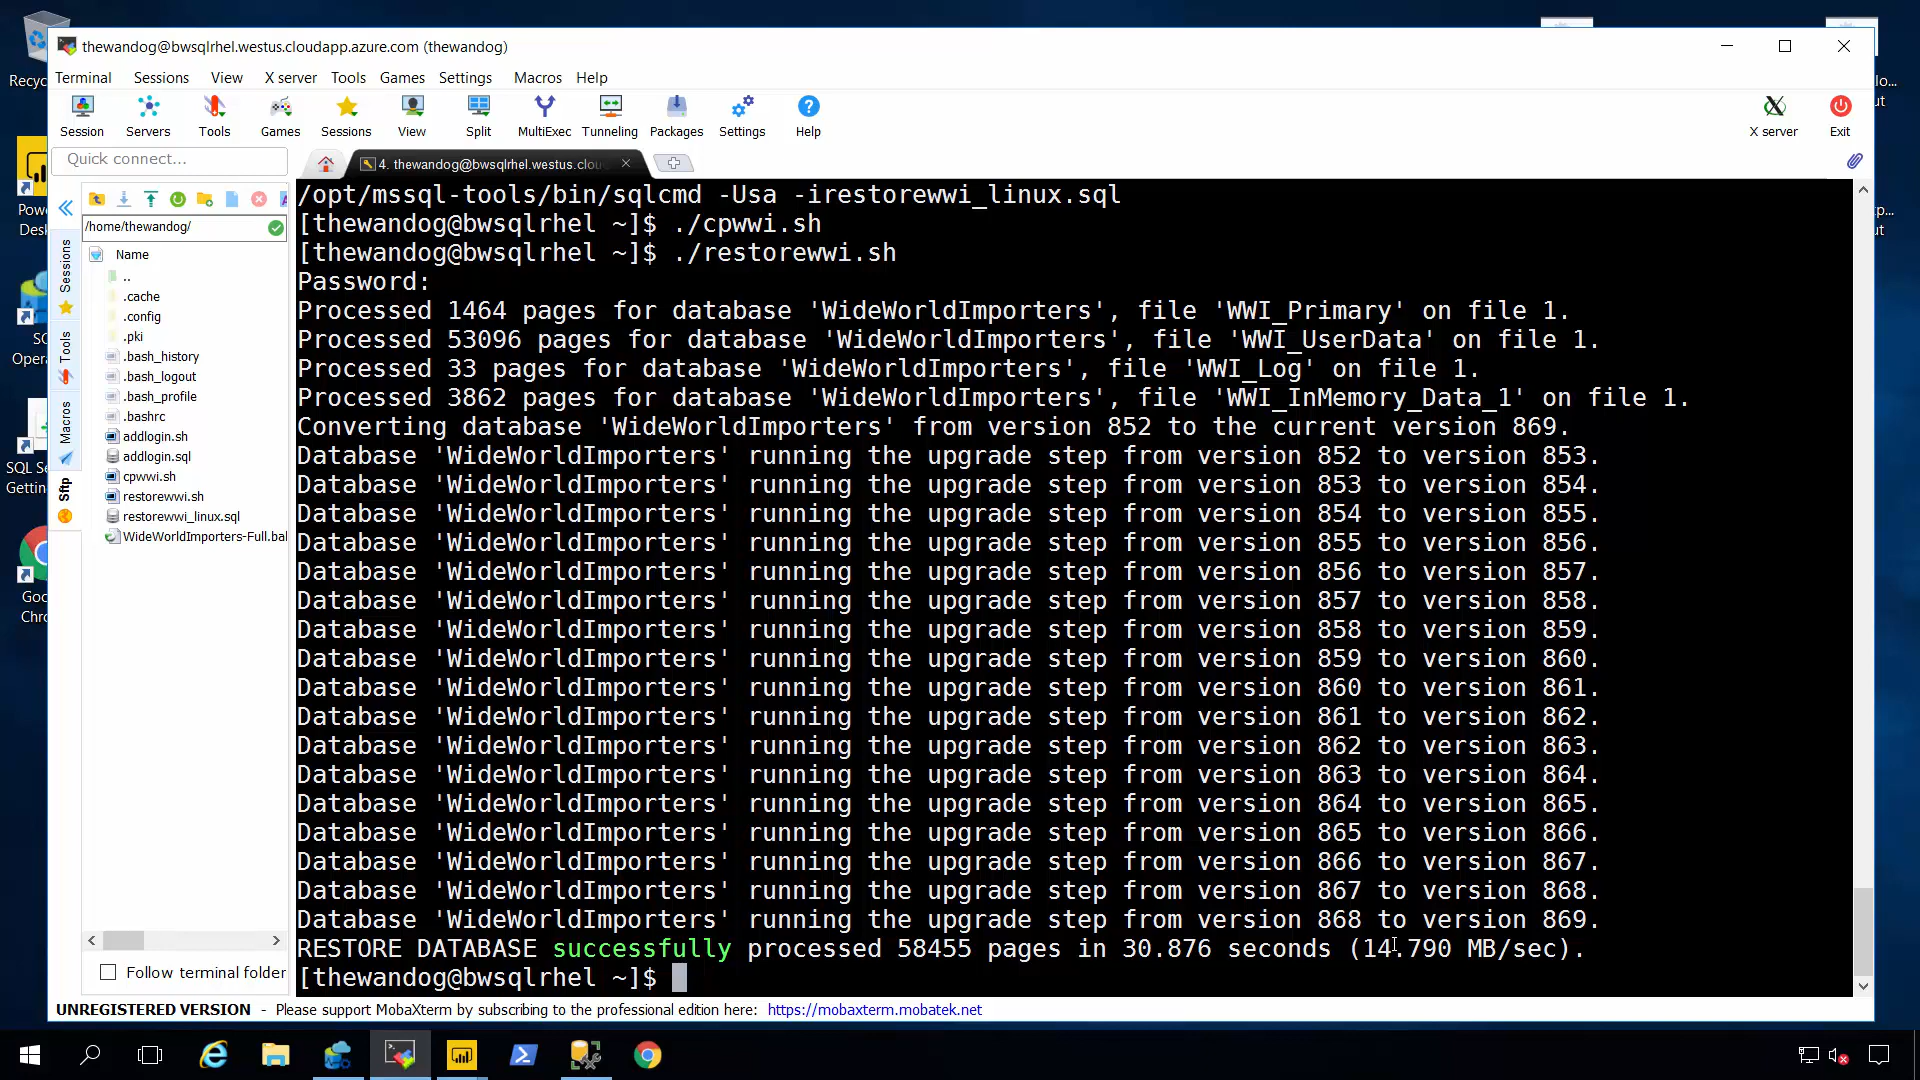 Recyc
thewandog@bwsqlrhel.westus.cloudapp.azure.com (thewandog)
Terminal Sessions View X server Tools Games Settings Macros Help
Session Servers Tools Games Sessions View Split MultiExec Tunneling Packages Settings Help X server Exit
Quick connect...
4. thewandog@bwsqlrhel.westus.clou
/home/thewandog/
Name
..
.cache
.config
.pki
.bash_history
.bash_logout
.bash_profile
.bashrc
addlogin.sh
addlogin.sql
cpwwi.sh
restorewwi.sh
restorewwi_linux.sql
WideWorldImporters-Full.bal
Follow terminal folder
Sessions
Tools
Macros
Sftp
Powe
Desk
SQ
Opera
SQL Se
Gettin
Goo
Chro
/opt/mssql-tools/bin/sqlcmd -Usa -irestorewwi_linux.sql
[thewandog@bwsqlrhel ~]$ ./cpwwi.sh
[thewandog@bwsqlrhel ~]$ ./restorewwi.sh
Password:
Processed 1464 pages for database 'WideWorldImporters', file 'WWI_Primary' on file 1.
Processed 53096 pages for database 'WideWorldImporters', file 'WWI_UserData' on file 1.
Processed 33 pages for database 'WideWorldImporters', file 'WWI_Log' on file 1.
Processed 3862 pages for database 'WideWorldImporters', file 'WWI_InMemory_Data_1' on file 1.
Converting database 'WideWorldImporters' from version 852 to the current version 869.
Database 'WideWorldImporters' running the upgrade step from version 852 to version 853.
Database 'WideWorldImporters' running the upgrade step from version 853 to version 854.
Database 'WideWorldImporters' running the upgrade step from version 854 to version 855.
Database 'WideWorldImporters' running the upgrade step from version 855 to version 856.
Database 'WideWorldImporters' running the upgrade step from version 856 to version 857.
Database 'WideWorldImporters' running the upgrade step from version 857 to version 858.
Database 'WideWorldImporters' running the upgrade step from version 858 to version 859.
Database 'WideWorldImporters' running the upgrade step from version 859 to version 860.
Database 'WideWorldImporters' running the upgrade step from version 860 to version 861.
Database 'WideWorldImporters' running the upgrade step from version 861 to version 862.
Database 'WideWorldImporters' running the upgrade step from version 862 to version 863.
Database 'WideWorldImporters' running the upgrade step from version 863 to version 864.
Database 'WideWorldImporters' running the upgrade step from version 864 to version 865.
Database 'WideWorldImporters' running the upgrade step from version 865 to version 866.
Database 'WideWorldImporters' running the upgrade step from version 866 to version 867.
Database 'WideWorldImporters' running the upgrade step from version 867 to version 868.
Database 'WideWorldImporters' running the upgrade step from version 868 to version 869.
RESTORE DATABASE successfully processed 58455 pages in 30.876 seconds (14.790 MB/sec).
[thewandog@bwsqlrhel ~]$
UNREGISTERED VERSION - Please support MobaXterm by subscribing to the professional edition here: https://mobaxterm.mobatek.net